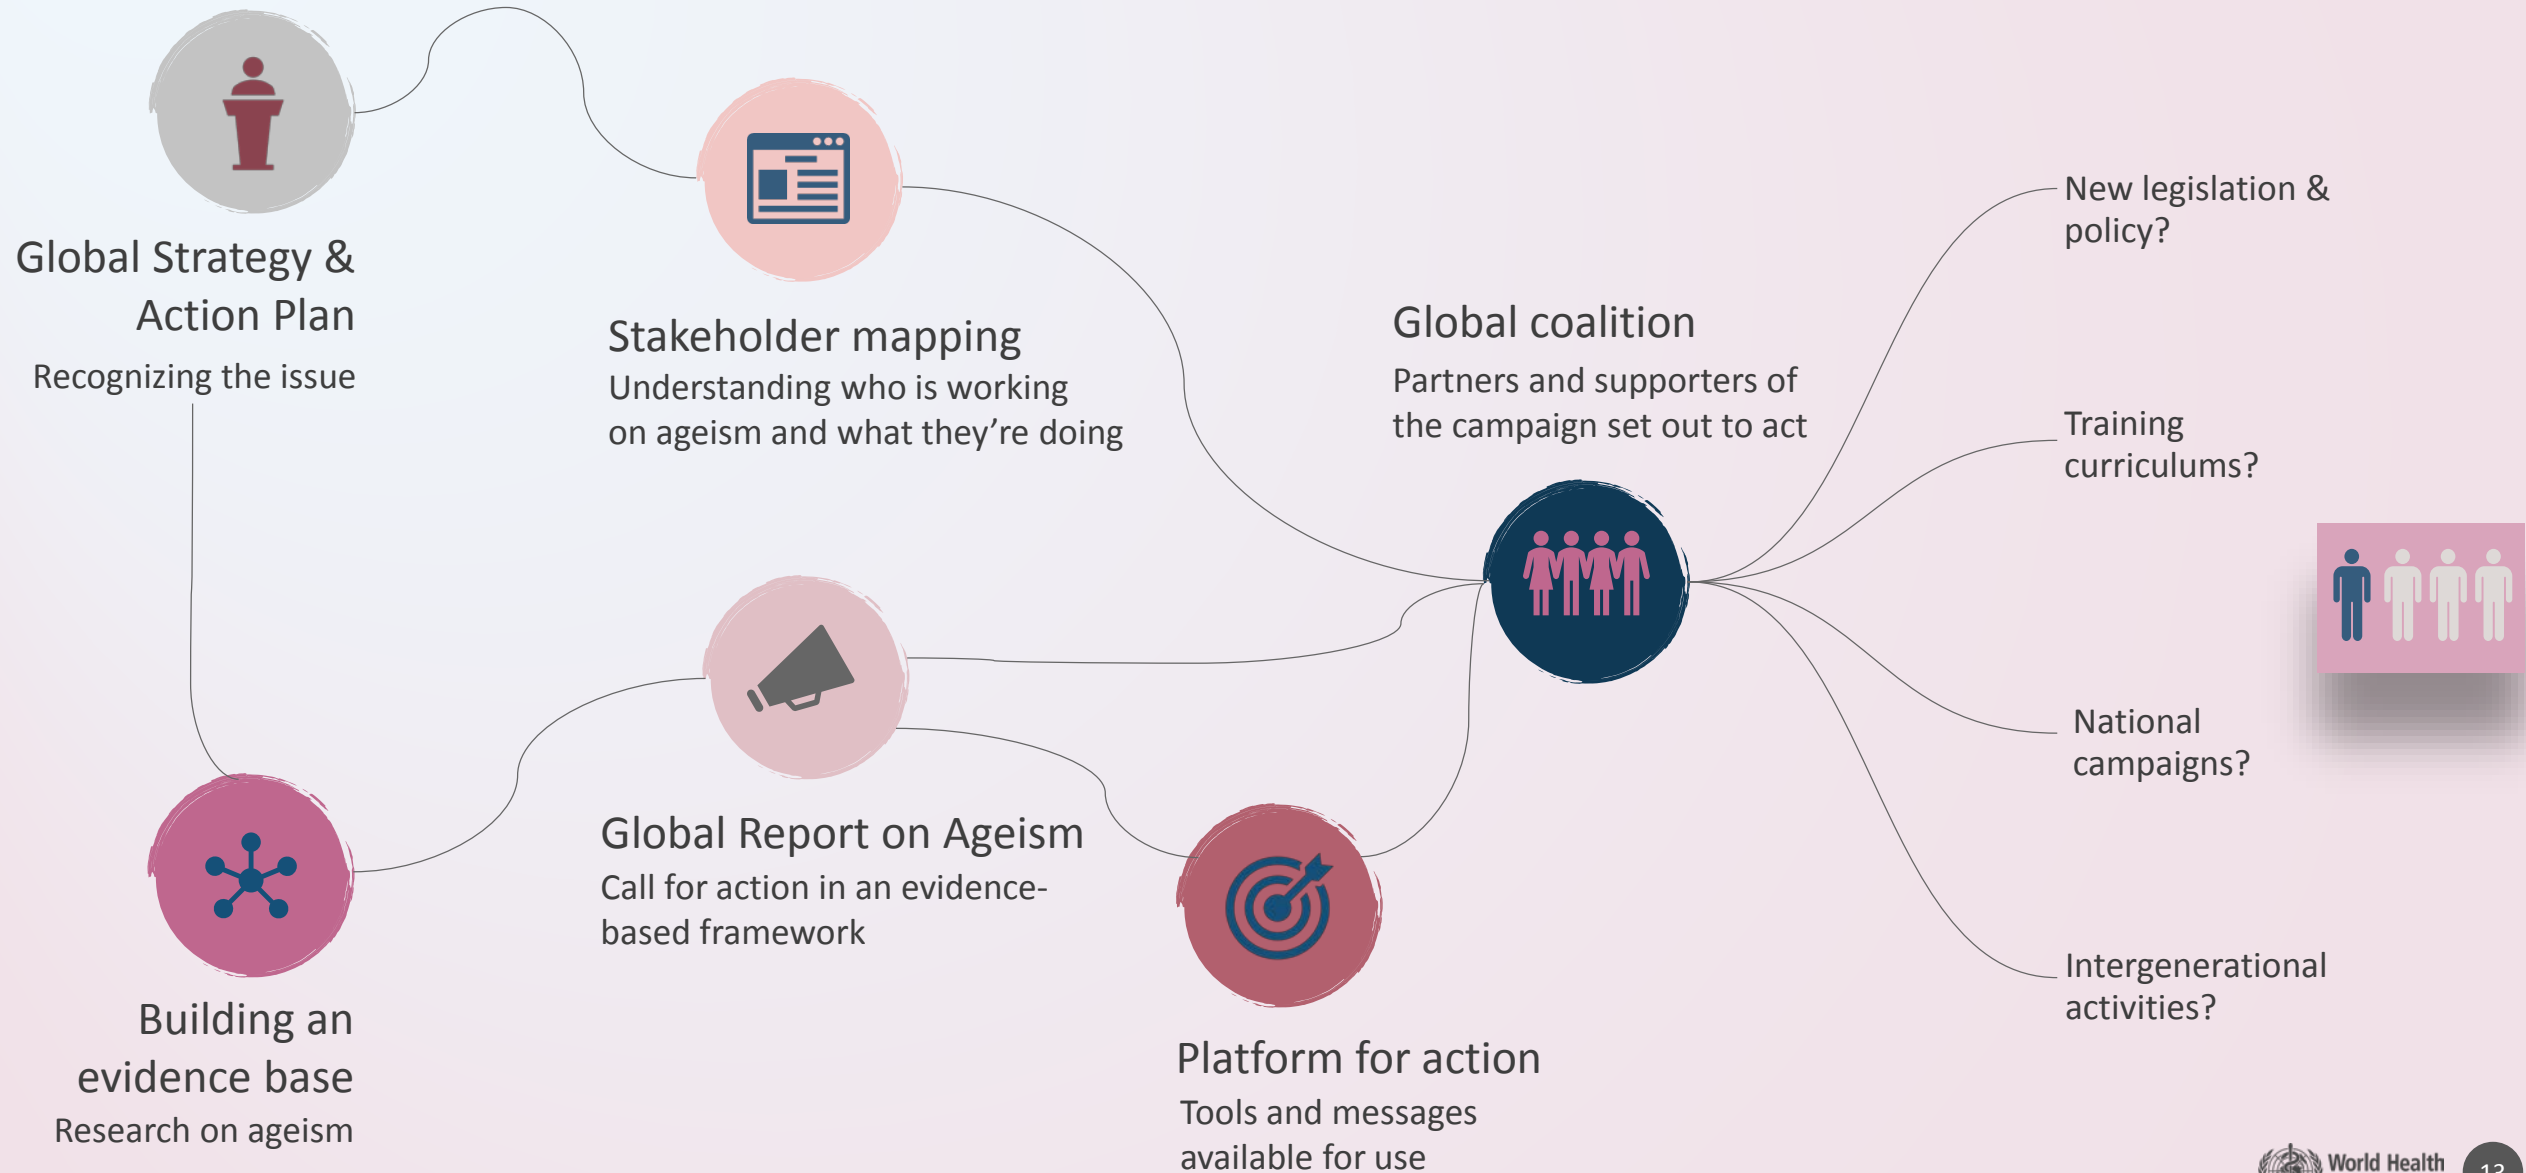 Global Strategy &
Action Plan
Recognizing the issue
Stakeholder mapping
Understanding who is working
on ageism and what they’re doing
Global coalition
Partners and supporters of
the campaign set out to act
New legislation &
policy?
Training
curriculums?
National
campaigns?
Intergenerational
activities?
Global Report on Ageism
Call for action in an evidence-
based framework
Building an
evidence base
Research on ageism
Platform for action
Tools and messages
available for use
World Health
13